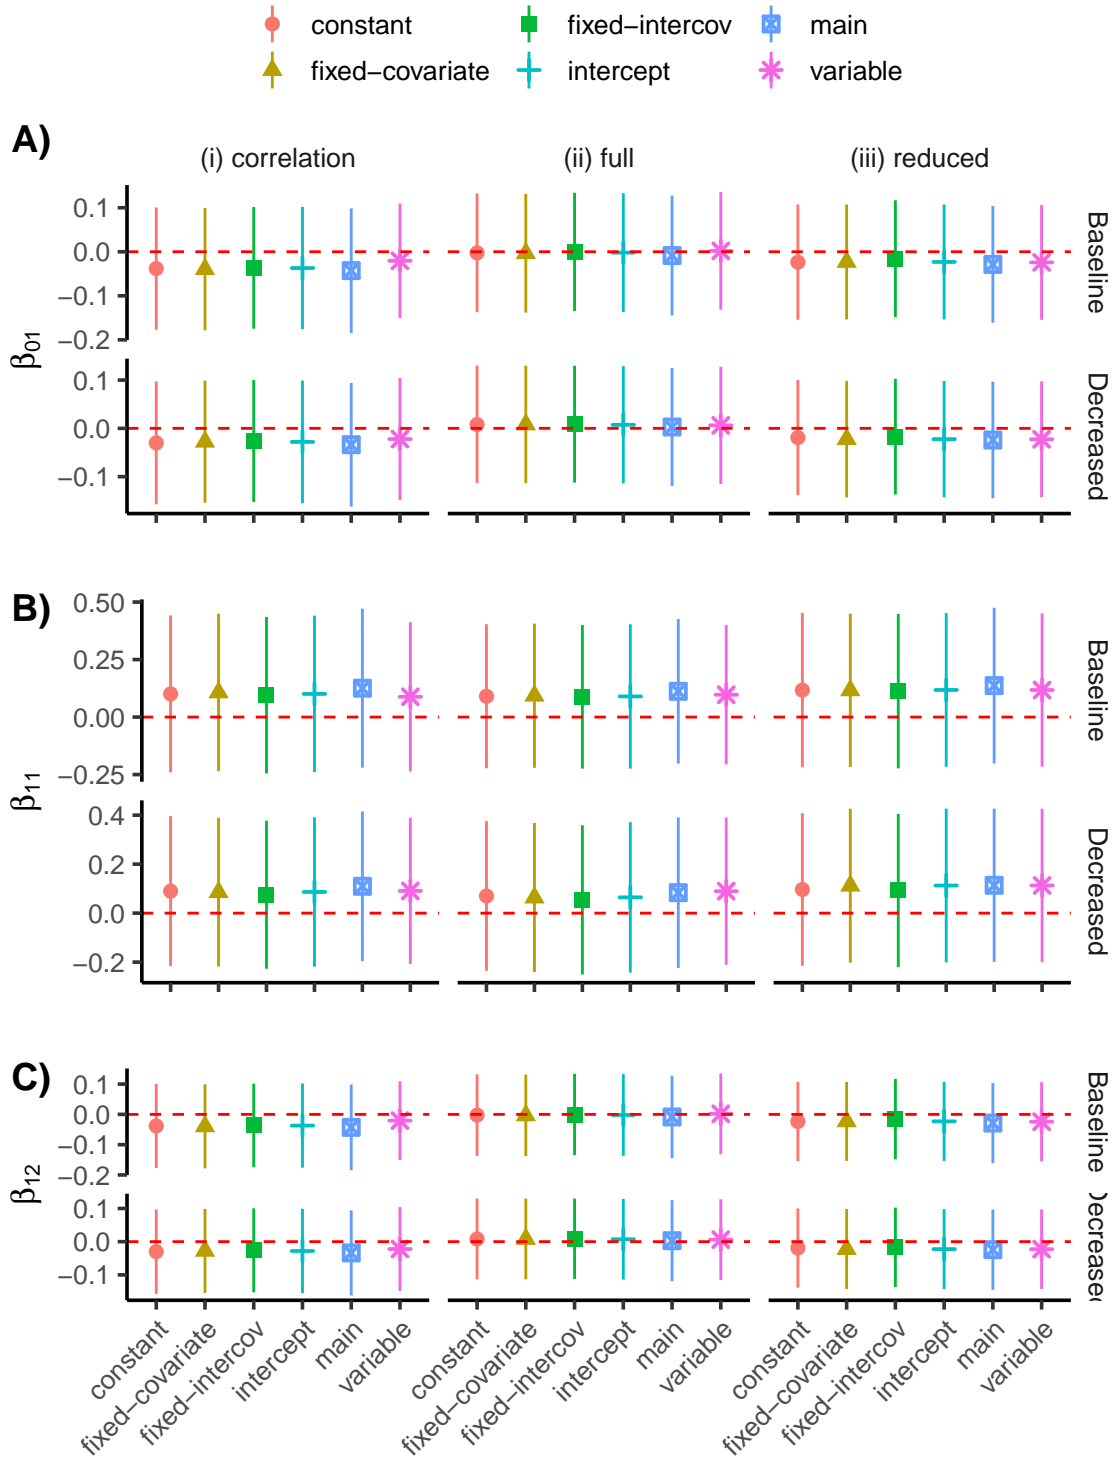 constant fixed−intercov main
fixed−covariate intercept variable
A)
(i) correlation (ii) full (iii) reduced
0.1
0.0
−0.1
−0.2
Baseline
β01
0.1
0.0
−0.1
Decreased
B)
0.50
0.25
0.00
−0.25
Baseline
β11
0.4
0.2
0.0
−0.2
Decreased
C)
0.1
0.0
−0.1
−0.2
Baseline
β12
0.1
0.0
−0.1
Decreased
constant fixed−covariate fixed−intercov intercept main variable constant fixed−covariate fixed−intercov intercept main variable constant fixed−covariate fixed−intercov intercept main variable